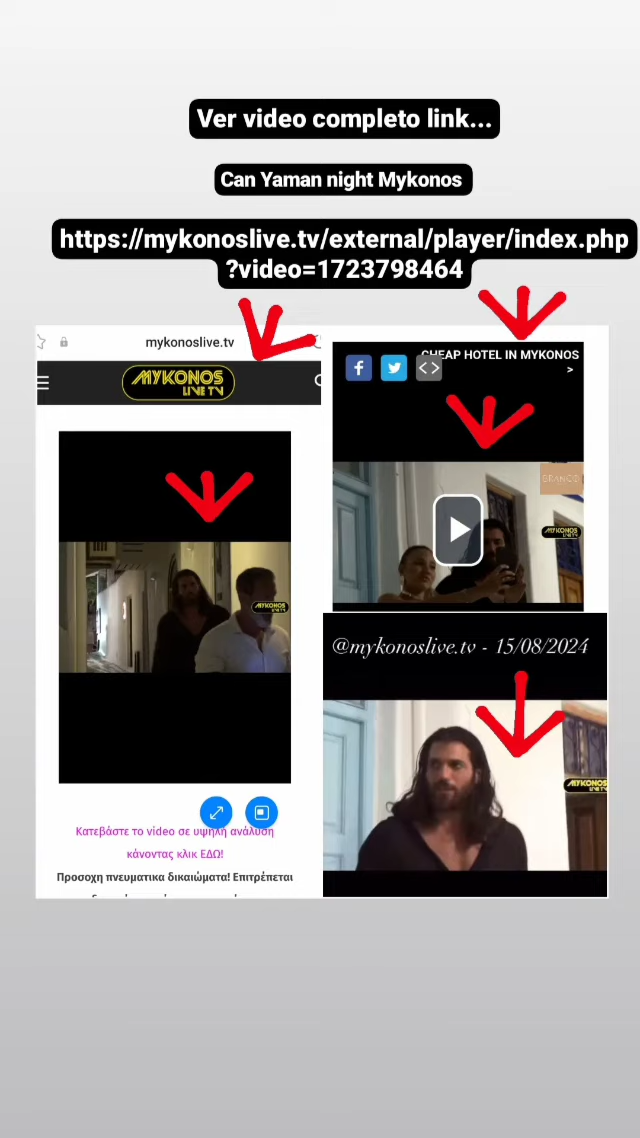 Ver video completo link...
Can Yaman night Mykonos
https://mykonoslive.tv/external/player/index.php
?video=1723798464
mykonoslive.tv
MYKONOS
LIVE TV
CHEAP HOTEL IN MYKONOS
>
BRANCO
MYKONOS
LIVE TV
MYKONOS
LIVE TV
@mykonoslive.tv - 15/08/2024
MYKONOS
LIVE TV
Κατεβάστε το video σε υψηλή ανάλυση
κάνοντας κλικ ΕΔΩ!
Προσοχη πνευματικα δικαιώματα! Επιτρέπεται